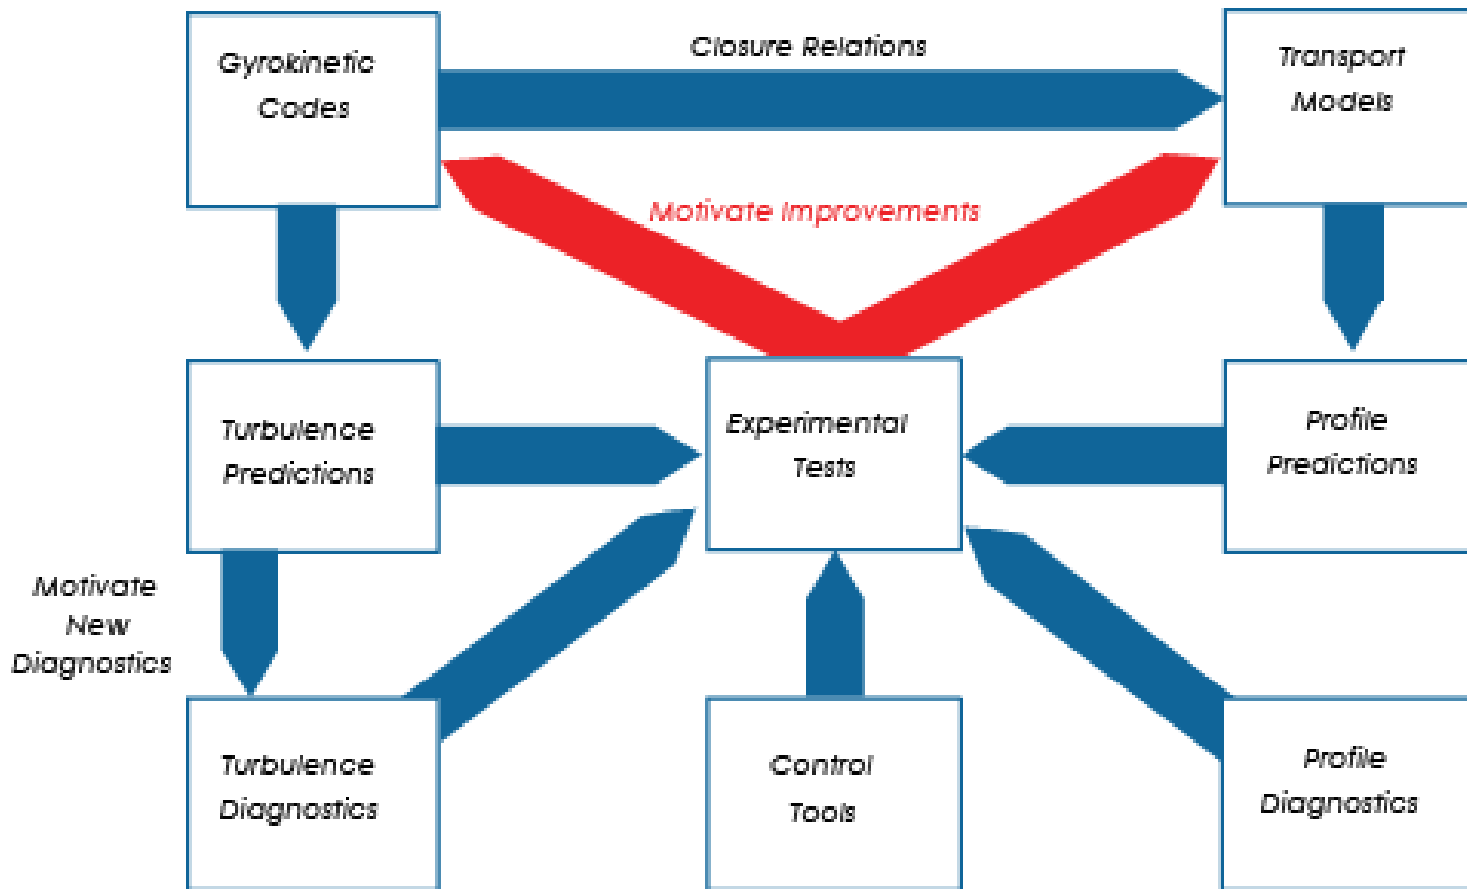 Gyrokinetic
Codes
Closure Relations
Transport
Models
Motivate Improvements
Turbulence
Predictions
Experimental
Tests
Profile
Predictions
Motivate
New
Diagnostics
Turbulence
Diagnostics
Control
Tools
Profile
Diagnostics